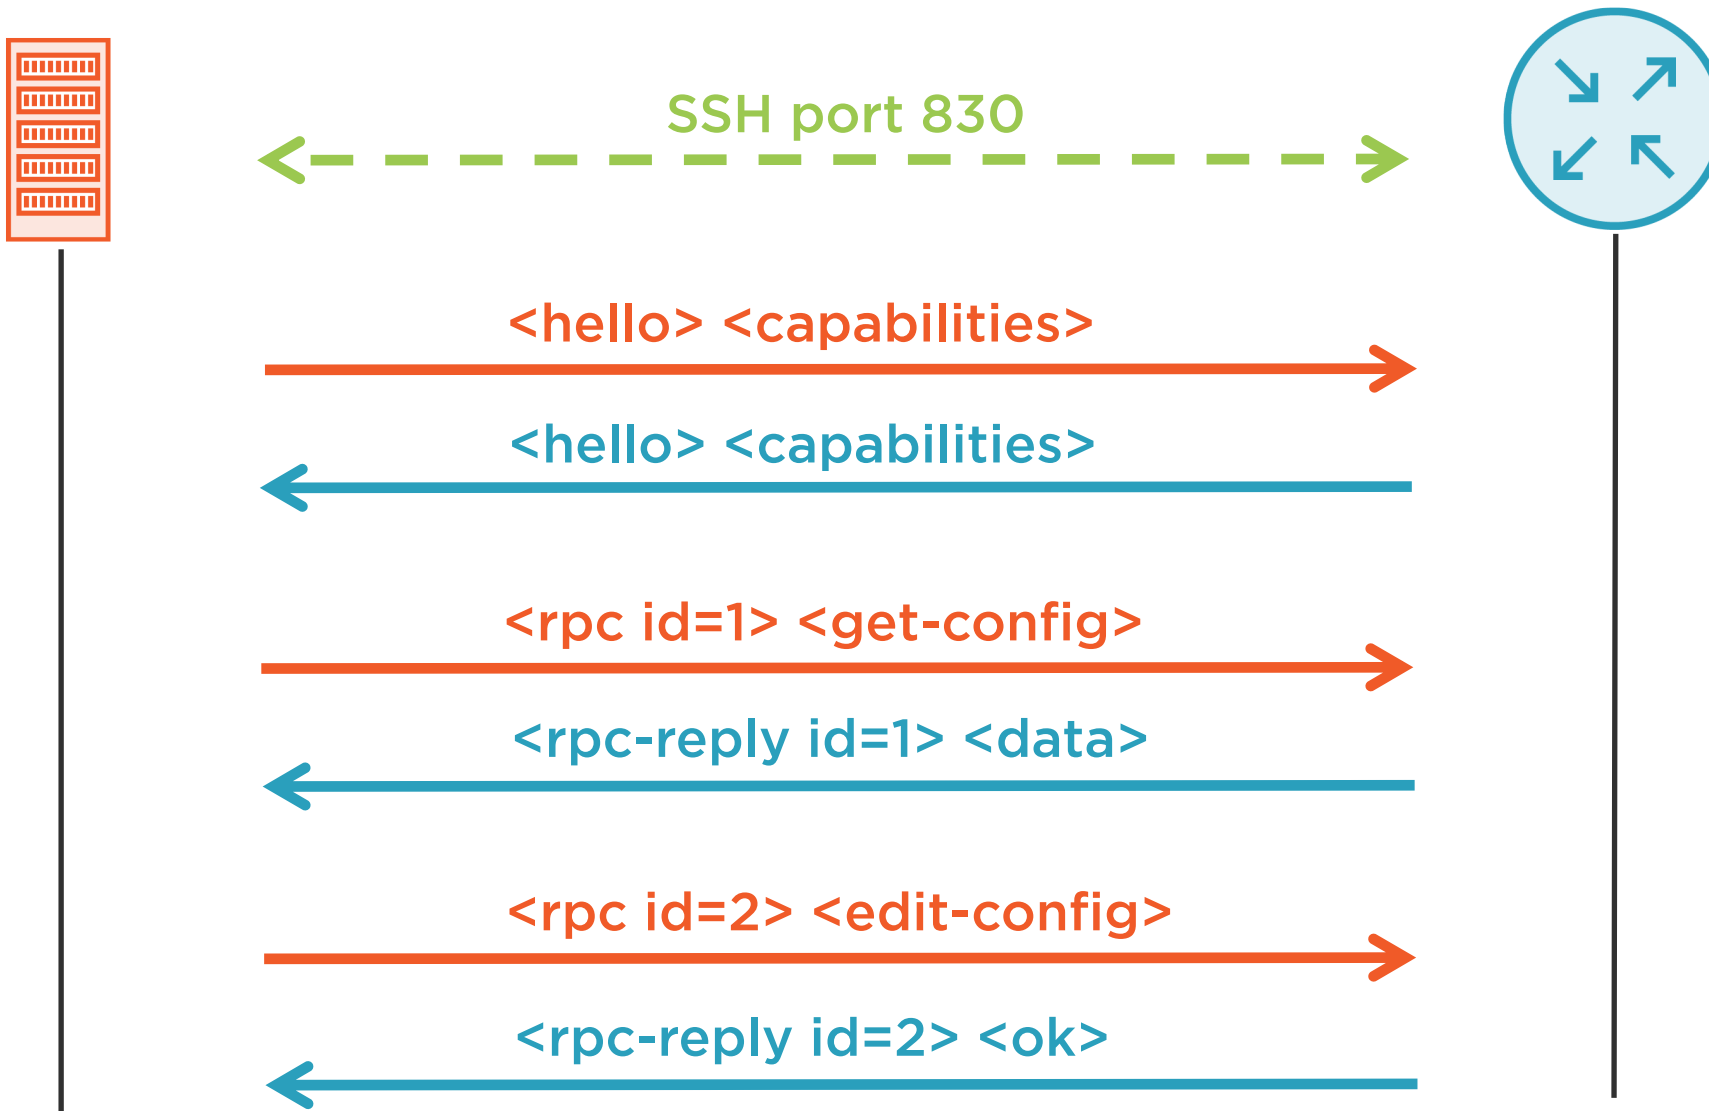 SSH port 830
<hello> <capabilities>
<hello> <capabilities>
<rpc id=1> <get-config>
<rpc-reply id=1> <data>
<rpc id=2> <edit-config>
<rpc-reply id=2> <ok>